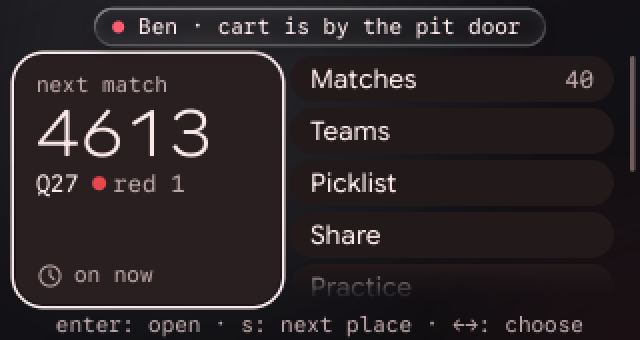 Ben · cart is by the pit door
next match
4613
Q27 red 1
on now
Matches 40
Teams
Picklist
Share
Practice
enter: open · s: next place · ↔: choose